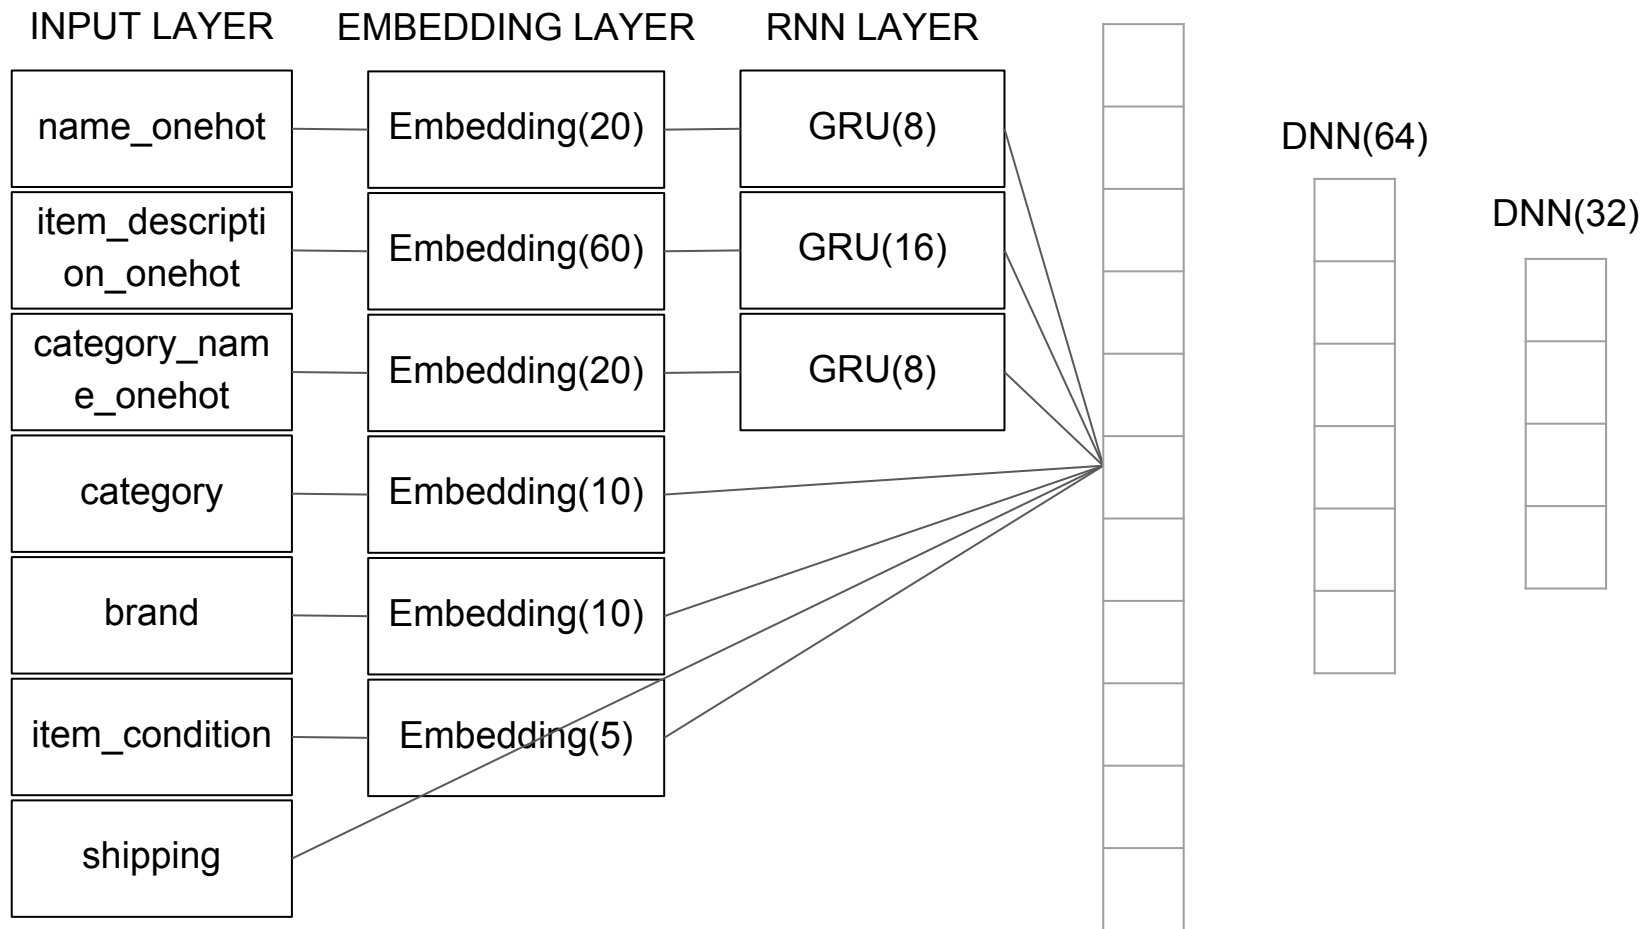 INPUT LAYER
EMBEDDING LAYER
RNN LAYER
name_onehot
Embedding(20)
GRU(8)
item_descripti
on_onehot
Embedding(60)
GRU(16)
category_nam
e_onehot
Embedding(20)
GRU(8)
category
Embedding(10)
brand
Embedding(10)
item_condition
Embedding(5)
shipping
DNN(64)
DNN(32)